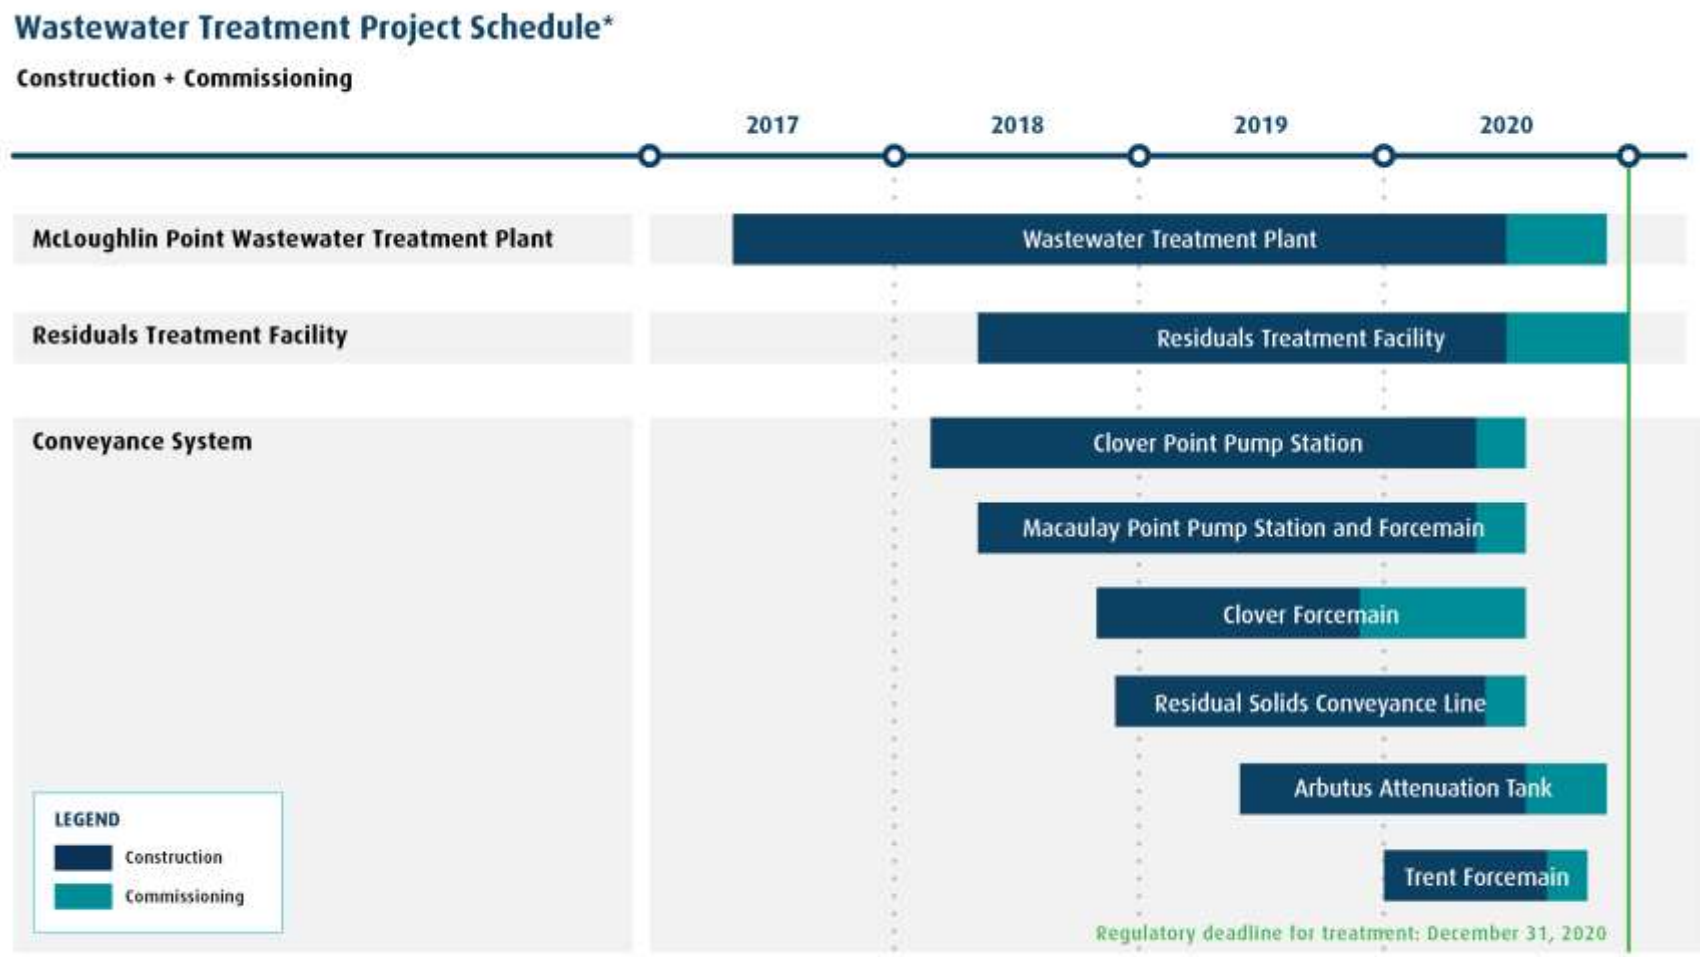 Wastewater Treatment Project Schedule*
Construction + Commissioning
2017 2018 2019 2020
McLoughlin Point Wastewater Treatment Plant
Wastewater Treatment Plant
Residuals Treatment Facility
Residuals Treatment Facility
Conveyance System
Clover Point Pump Station
Macaulay Point Pump Station and Forcemain
Clover Forcemain
Residual Solids Conveyance Line
Arbutus Attenuation Tank
Trent Forcemain
LEGEND
Construction
Commissioning
Regulatory deadline for treatment: December 31, 2020